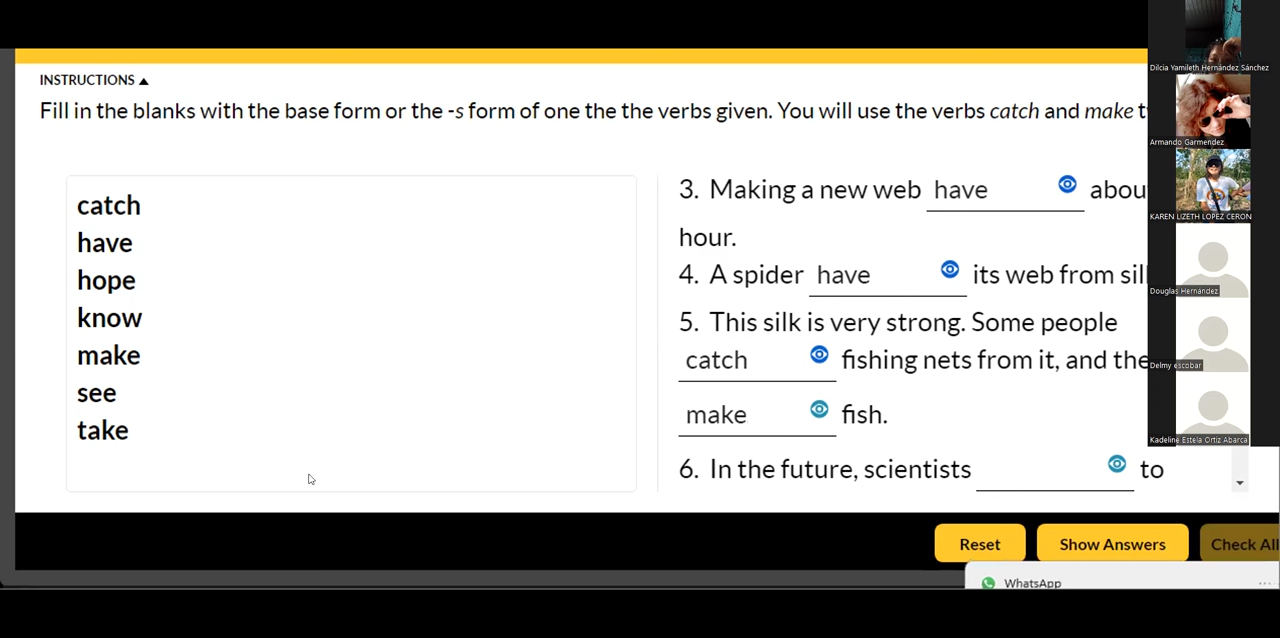 INSTRUCTIONS
Fill in the blanks with the base form or the -s form of one the the verbs given. You will use the verbs catch and make t
catch
have
hope
know
make
see
take
3. Making a new web have abou
hour.
4. A spider have its web from sil
5. This silk is very strong. Some people
catch fishing nets from it, and the
make fish.
6. In the future, scientists to
Reset
Show Answers
Check All
WhatsApp
Dilcia Yamileth Hernández Sánchez
Armando Garmendez
KAREN LIZETH LOPEZ CERON
Douglas Hernández
Delmy escobar
Kadeline Estela Ortiz Abarca